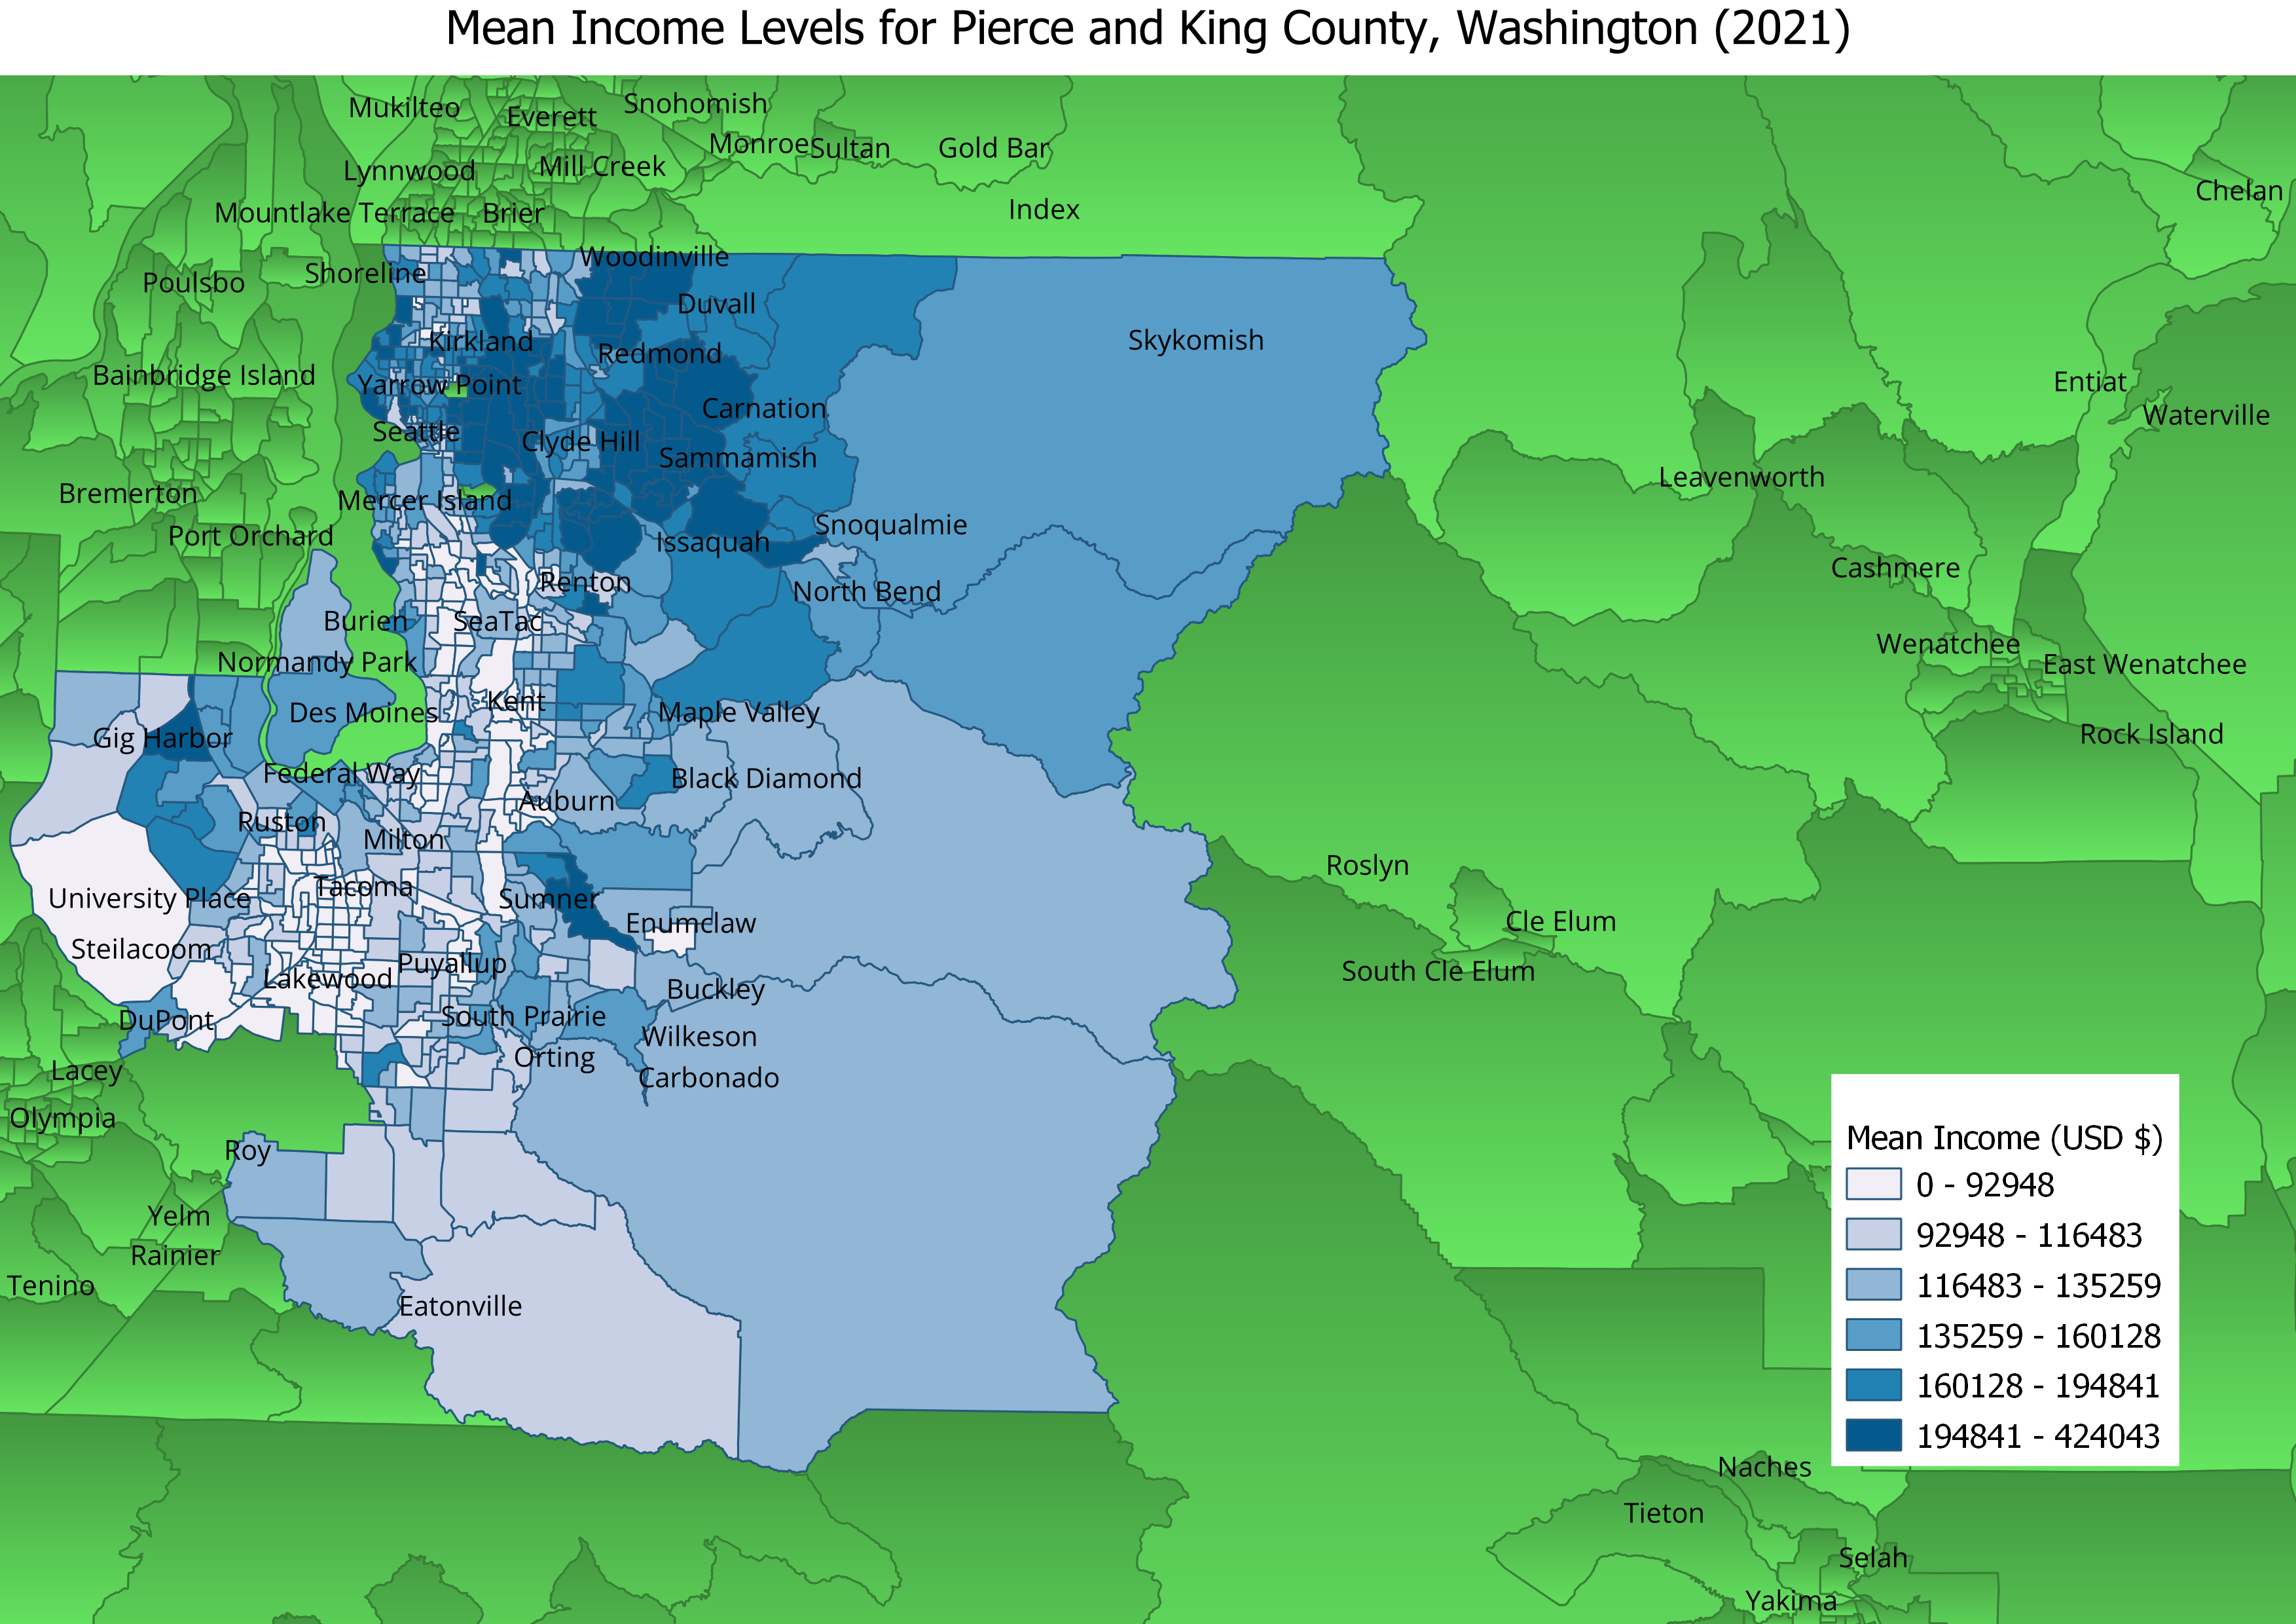 Mean Income Levels for Pierce and King County, Washington (2021)
Mukilteo
Everett
Snohomish
Monroe
Sultan
Gold Bar
Lynnwood
Mill Creek
Chelan
Mountlake Terrace
Brier
Index
Woodinville
Shoreline
Poulsbo
Duvall
Skykomish
Kirkland
Redmond
Bainbridge Island
Yarrow Point
Entiat
Carnation
Waterville
Seattle
Clyde Hill
Sammamish
Leavenworth
Bremerton
Mercer Island
Snoqualmie
Port Orchard
Issaquah
Cashmere
Renton
North Bend
Burien
SeaTac
Wenatchee
Normandy Park
East Wenatchee
Kent
Des Moines
Maple Valley
Gig Harbor
Rock Island
Federal Way
Black Diamond
Auburn
Ruston
Milton
Roslyn
Tacoma
University Place
Sumner
Enumclaw
Cle Elum
Steilacoom
Puyallup
South Cle Elum
Lakewood
Buckley
DuPont
South Prairie
Wilkeson
Orting
Lacey
Carbonado
Olympia
Roy
Yelm
Rainier
Tenino
Eatonville
Mean Income (USD $)
0 - 92948
92948 - 116483
116483 - 135259
135259 - 160128
160128 - 194841
194841 - 424043
Naches
Tieton
Selah
Yakima